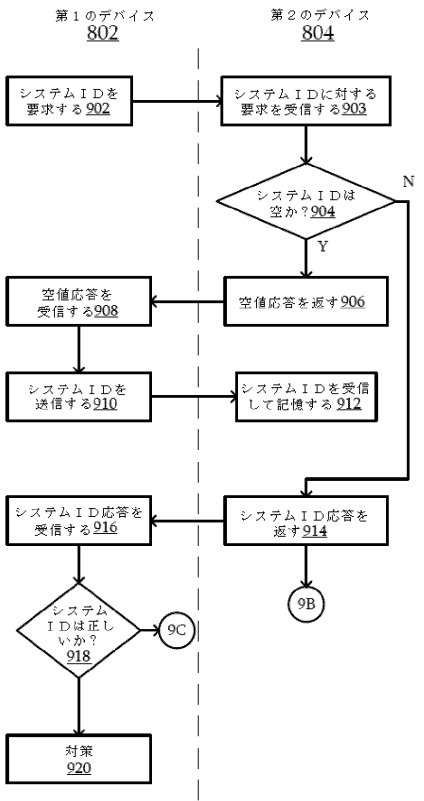 第1のデバイス
802
第2のデバイス
804
システムIDを
要求する902
システムIDに対する
要求を受信する903
システムIDは
空か?904
N
Y
空値応答を
受信する908
空値応答を返す906
システムIDを
送信する910
システムIDを受信
して記憶する912
システムID応答を
受信する916
システムID応答を
返す914
9B
システム
IDは正し
いか?
918
9C
対策
920